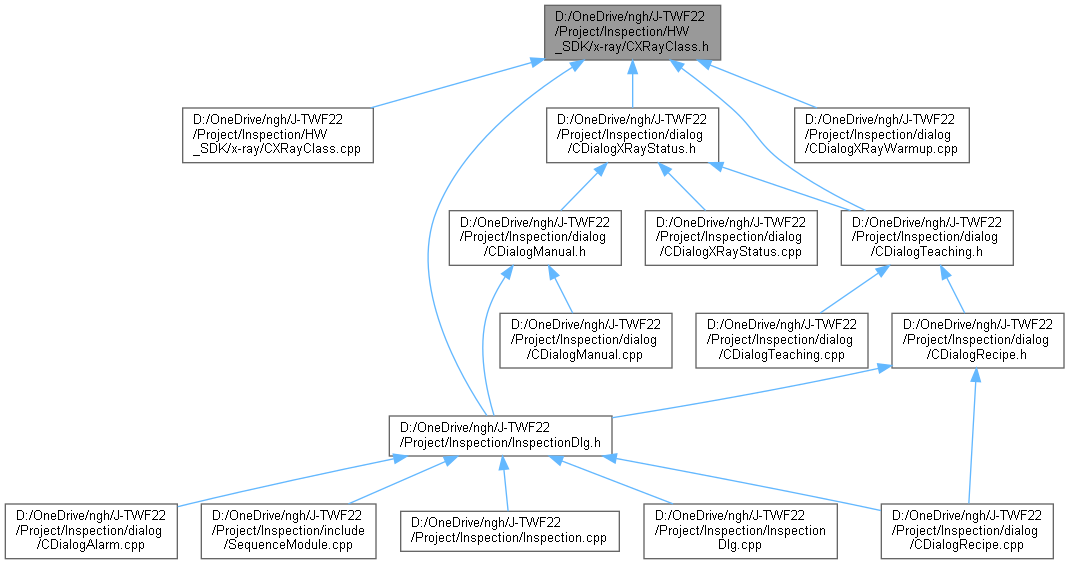 D:/OneDrive/ngh/J-TWF22
/Project/Inspection/HW
_SDK/x-ray/CXRayClass.h
D:/OneDrive/ngh/J-TWF22
/Project/Inspection/HW
_SDK/x-ray/CXRayClass.cpp
D:/OneDrive/ngh/J-TWF22
/Project/Inspection/dialog
/CDialogXRayStatus.h
D:/OneDrive/ngh/J-TWF22
/Project/Inspection/dialog
/CDialogXRayWarmup.cpp
D:/OneDrive/ngh/J-TWF22
/Project/Inspection/dialog
/CDialogManual.h
D:/OneDrive/ngh/J-TWF22
/Project/Inspection/dialog
/CDialogXRayStatus.cpp
D:/OneDrive/ngh/J-TWF22
/Project/Inspection/dialog
/CDialogTeaching.h
D:/OneDrive/ngh/J-TWF22
/Project/Inspection/dialog
/CDialogManual.cpp
D:/OneDrive/ngh/J-TWF22
/Project/Inspection/dialog
/CDialogTeaching.cpp
D:/OneDrive/ngh/J-TWF22
/Project/Inspection/dialog
/CDialogRecipe.h
D:/OneDrive/ngh/J-TWF22
/Project/Inspection/InspectionDlg.h
D:/OneDrive/ngh/J-TWF22
/Project/Inspection/dialog
/CDialogAlarm.cpp
D:/OneDrive/ngh/J-TWF22
/Project/Inspection/include
/SequenceModule.cpp
D:/OneDrive/ngh/J-TWF22
/Project/Inspection/Inspection.cpp
D:/OneDrive/ngh/J-TWF22
/Project/Inspection/Inspection
Dlg.cpp
D:/OneDrive/ngh/J-TWF22
/Project/Inspection/dialog
/CDialogRecipe.cpp